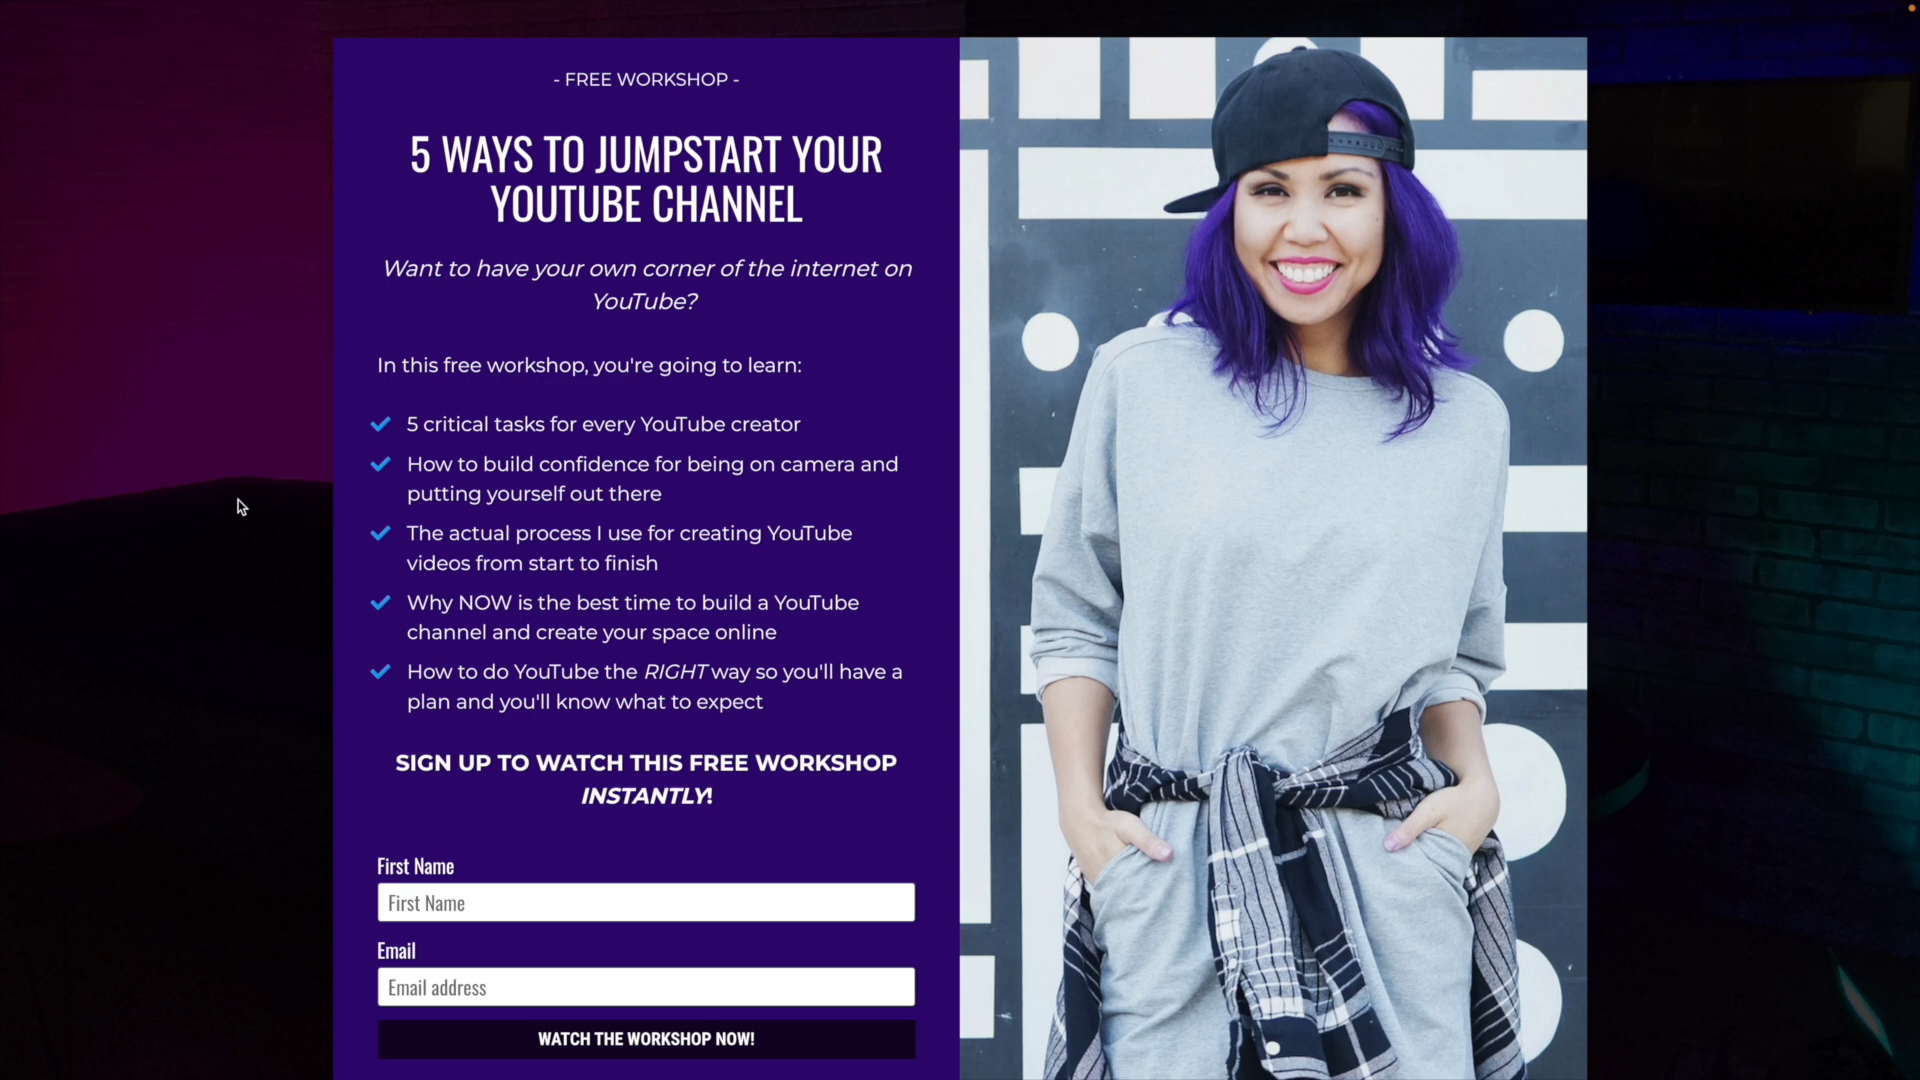 - FREE WORKSHOP -
5 WAYS TO JUMPSTART YOUR
YOUTUBE CHANNEL
Want to have your own corner of the internet on
YouTube?
In this free workshop, you're going to learn:
5 critical tasks for every YouTube creator
How to build confidence for being on camera and
putting yourself out there
The actual process I use for creating YouTube
videos from start to finish
Why NOW is the best time to build a YouTube
channel and create your space online
How to do YouTube the RIGHT way so you'll have a
plan and you'll know what to expect
SIGN UP TO WATCH THIS FREE WORKSHOP
INSTANTLY!
First Name
First Name
Email
Email address
WATCH THE WORKSHOP NOW!